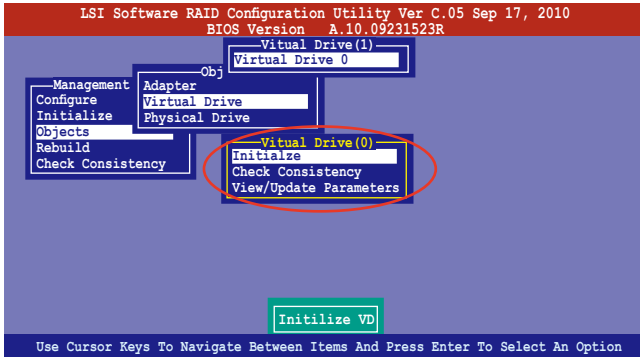 LSI Software RAID Configuration Utility Ver C.05 Sep 17, 2010
BIOS Version A.10.09231523R
Vitual Drive(1)
Virtual Drive 0
Obj
Adapter
Virtual Drive
Physical Drive
Management
Configure
Initialize
Objects
Rebuild
Check Consistency
Vitual Drive(0)
Initialze
Check Consistency
View/Update Parameters
Initilize VD
Use Cursor Keys To Navigate Between Items And Press Enter To Select An Option